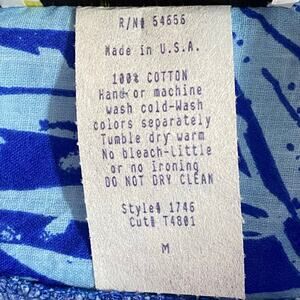 R/N# 54656
Made in U.S.A.
100% COTTON
Hand or machine
wash cold-Wash
colors separately
Tumble dry warm
No bleach-Little
or no ironing
DO NOT DRY CLEAN
Style# 1746
Cut# T4801
M